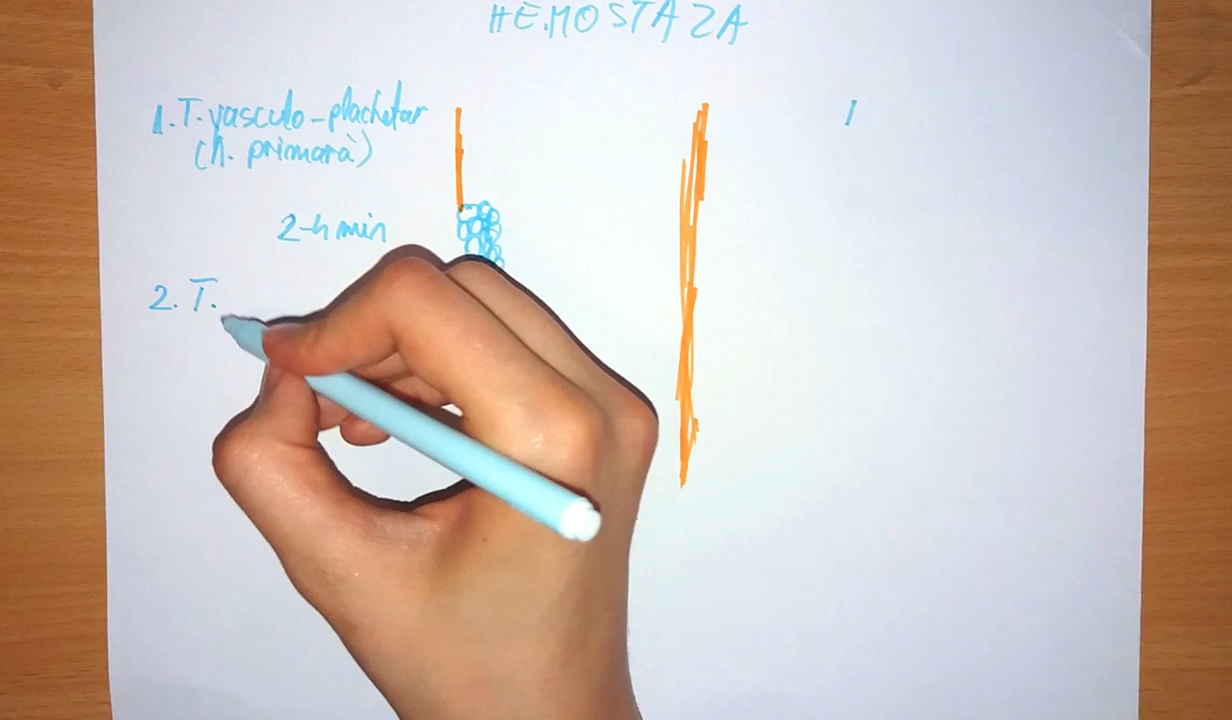 HEMOSTAZA
1. T. vasculo-plachetar
(h. primară)
2-4 min
2. T.